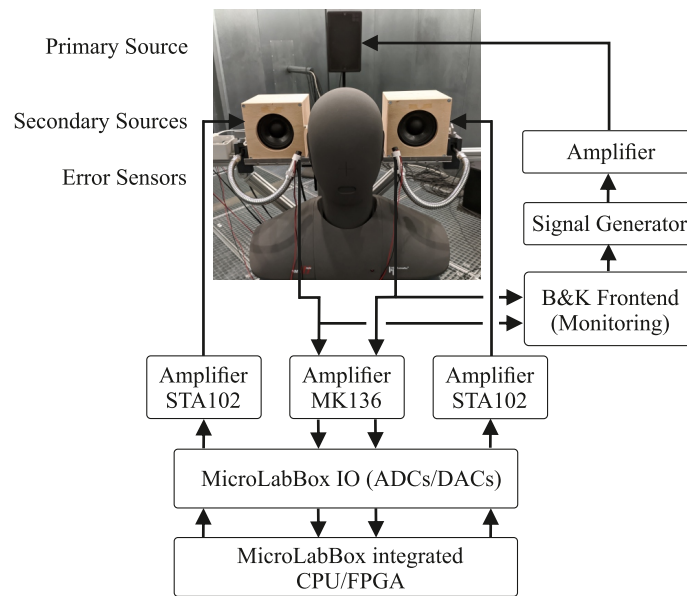 Primary Source
Secondary Sources
Error Sensors
Amplifier
Signal Generator
B&K Frontend
(Monitoring)
Amplifier
STA102
Amplifier
MK136
Amplifier
STA102
MicroLabBox IO (ADCs/DACs)
MicroLabBox integrated
CPU/FPGA